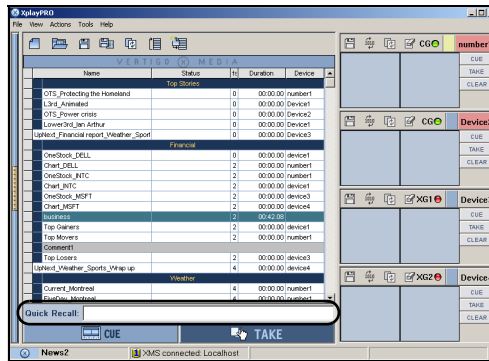 XplayPRO
File View Actions Tools Help
VERTIGO MEDIA
Name Status Duration Device
Top Stories
OTS_Protecting the Homeland 0 00:00.00 number1
L3rd_Animated 0 00:00.00 Device1
OTS_Power crisis 0 00:00.00 Device2
Lower3rd_Ian Arthur 0 00:00.00 Device1
UpNext_Financial report_Weather_Sport 0 00:00.00 Device3
Financial
OneStock_DELL 0 00:00.00 device1
Chart_DELL 2 00:00.00 number1
OneStock_INTC 2 00:00.00 number1
Chart_INTC 2 00:00.00 device1
OneStock_MSFT 2 00:00.00 device3
Chart_MSFT 2 00:00.00 device4
business 2 00:42.08
Top Gainers 2 00:00.00 device1
Top Movers 2 00:00.00 number1
Comment1
Top Losers 2 00:00.00 device3
UpNext_Weather_Sports_Wrap up 4 00:00.00 device4
Weather
Current_Montreal 4 00:00.00 number1
FiveDay_Montreal 4 00:00.00 number1
Quick Recall:
CUE TAKE
News2 XMS connected: Localhost
CG number
CUE
TAKE
CLEAR
CG Device
CUE
TAKE
CLEAR
XG1 Device
CUE
TAKE
CLEAR
XG2 Device
CUE
TAKE
CLEAR